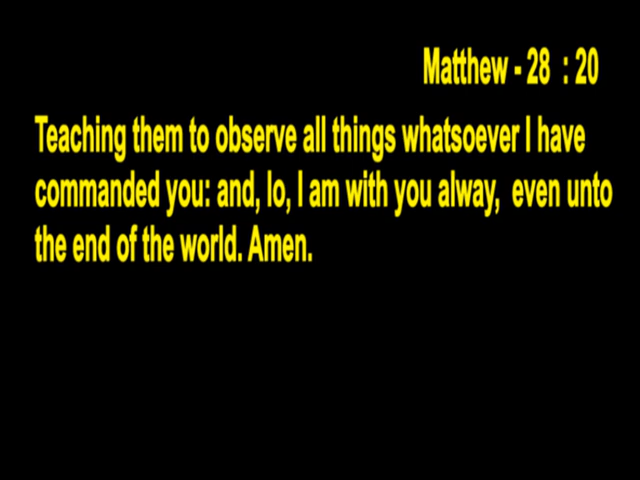 Matthew - 28 : 20
Teaching them to observe all things whatsoever I have
commanded you: and, lo, I am with you alway, even unto
the end of the world. Amen.